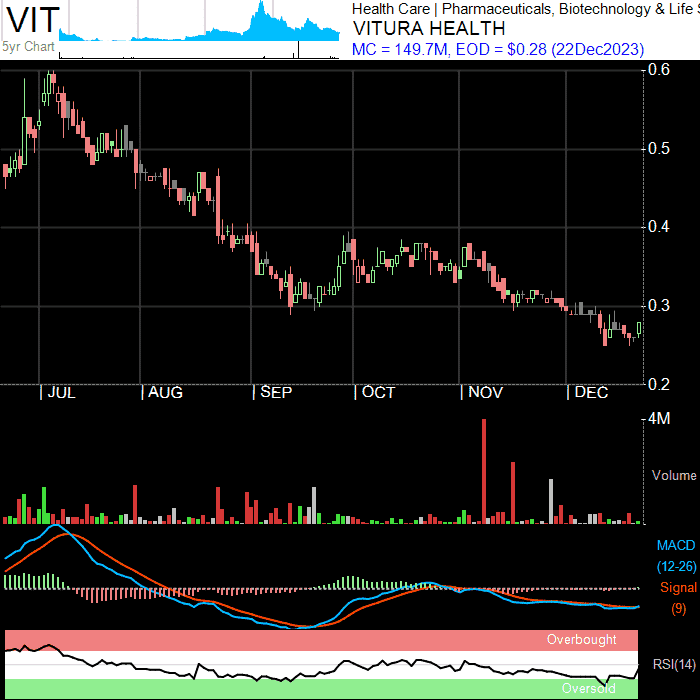 VIT
5yr Chart
Health Care | Pharmaceuticals, Biotechnology & Life S
VITURA HEALTH
MC = 149.7M, EOD = $0.28 (22Dec2023)
0.6
0.5
0.4
0.3
0.2
JUL
AUG
SEP
OCT
NOV
DEC
4M
Volume
MACD
(12-26)
Signal
(9)
Overbought
RSI(14)
Oversold